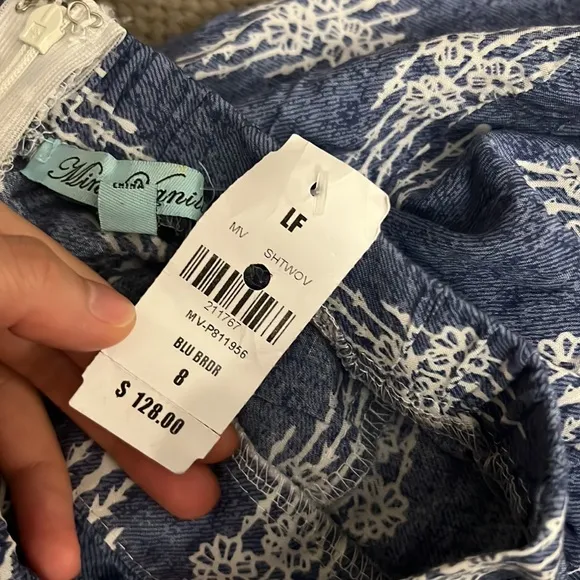 CHINA
LF
MV SHTWOV
211767
MV-P811956
BLU BRDR
8
$ 128.00